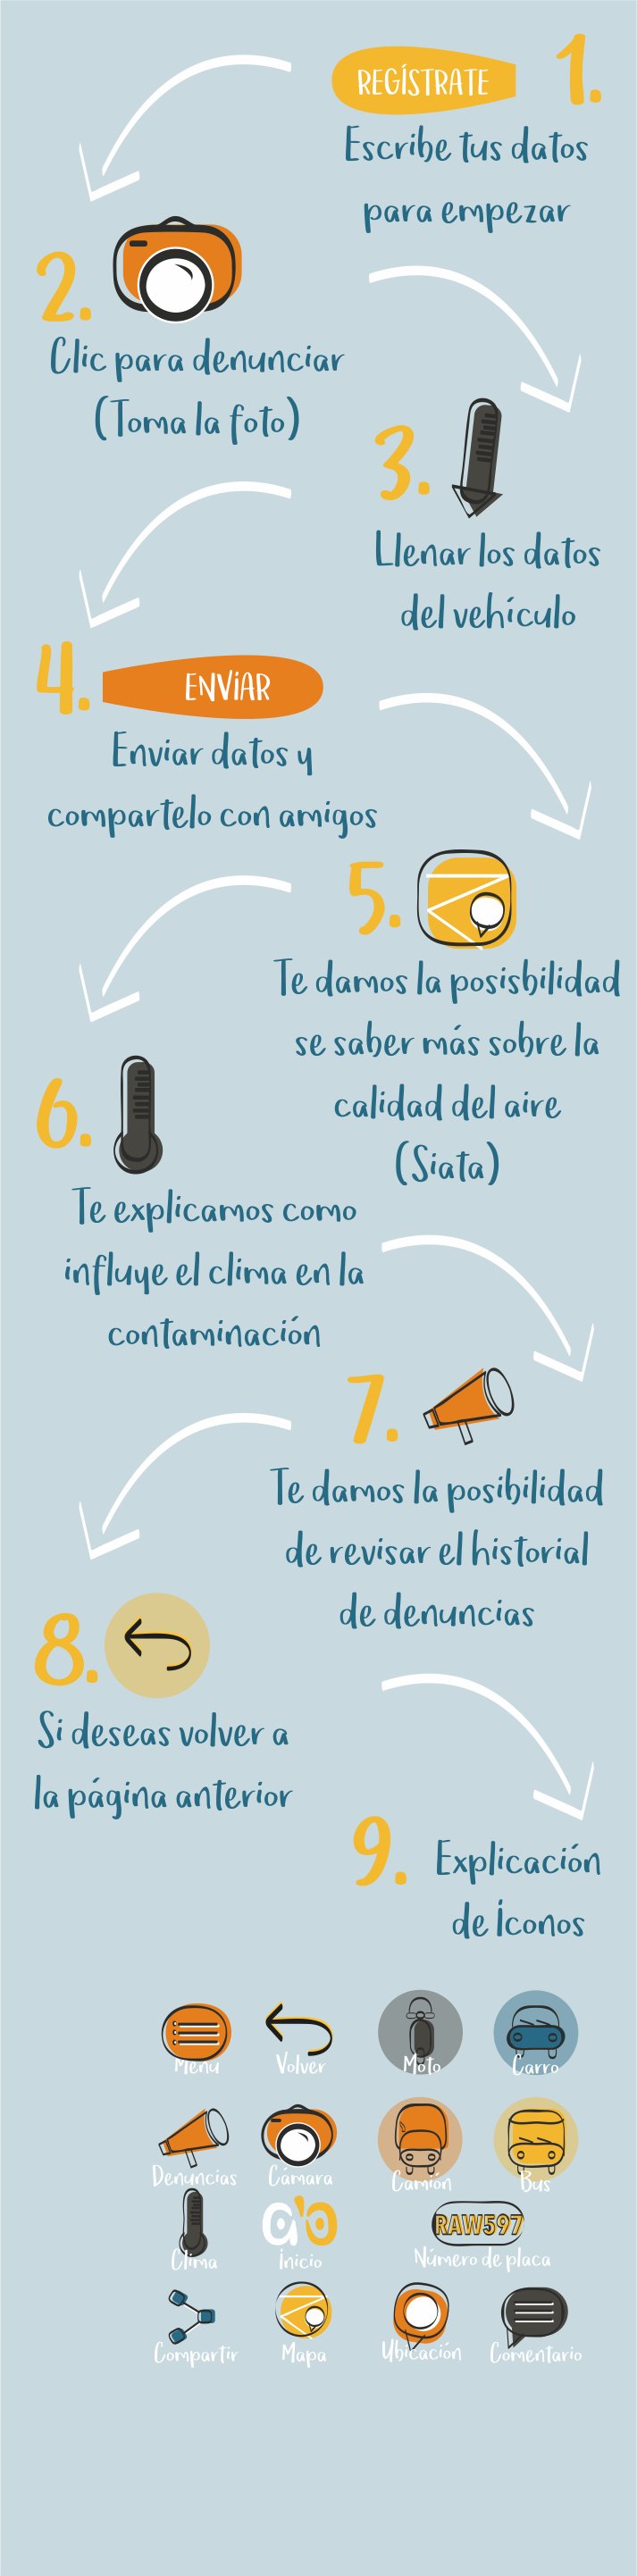 REGÍSTRATE 1.
Escribe tus datos
para empezar
2.
Clic para denunciar
(Toma la foto)
3.
Llenar los datos
del vehículo
4. ENVIAR
Enviar datos y
compartelo con amigos
5.
Te damos la posisbilidad
se saber más sobre la
calidad del aire
(Siata)
6.
Te explicamos como
influye el clima en la
contaminación
7.
Te damos la posibilidad
de revisar el historial
de denuncias
8.
Si deseas volver a
la página anterior
9. Explicación
de Íconos
Menú Volver Moto Carro
Denuncias Cámara Camión Bus
RAW597
Clima Inicio Número de placa
Compartir Mapa Ubicación Comentario